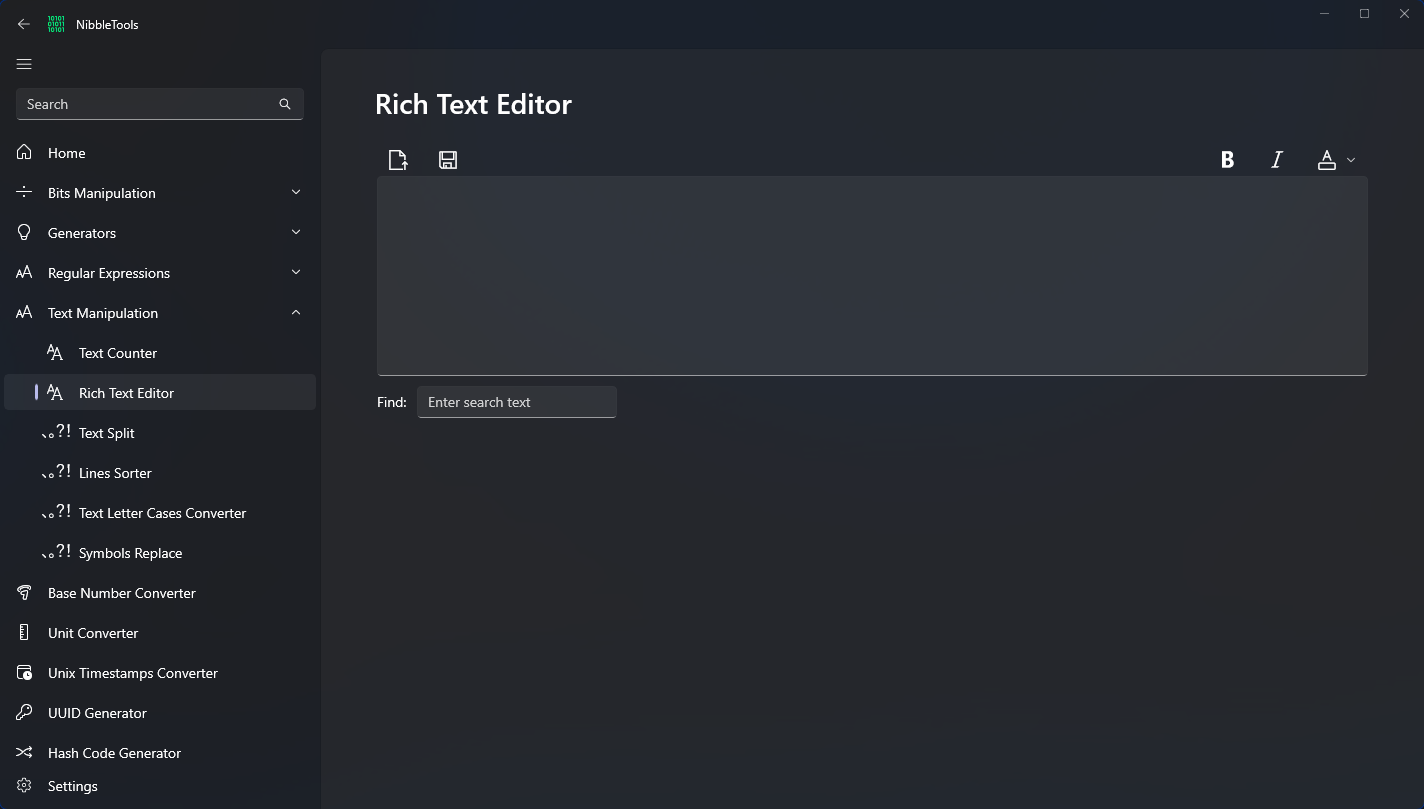 NibbleTools
Search
Home
Bits Manipulation
Generators
Regular Expressions
Text Manipulation
Text Counter
Rich Text Editor
Text Split
Lines Sorter
Text Letter Cases Converter
Symbols Replace
Base Number Converter
Unit Converter
Unix Timestamps Converter
UUID Generator
Hash Code Generator
Settings
Rich Text Editor
B I A
Find: Enter search text